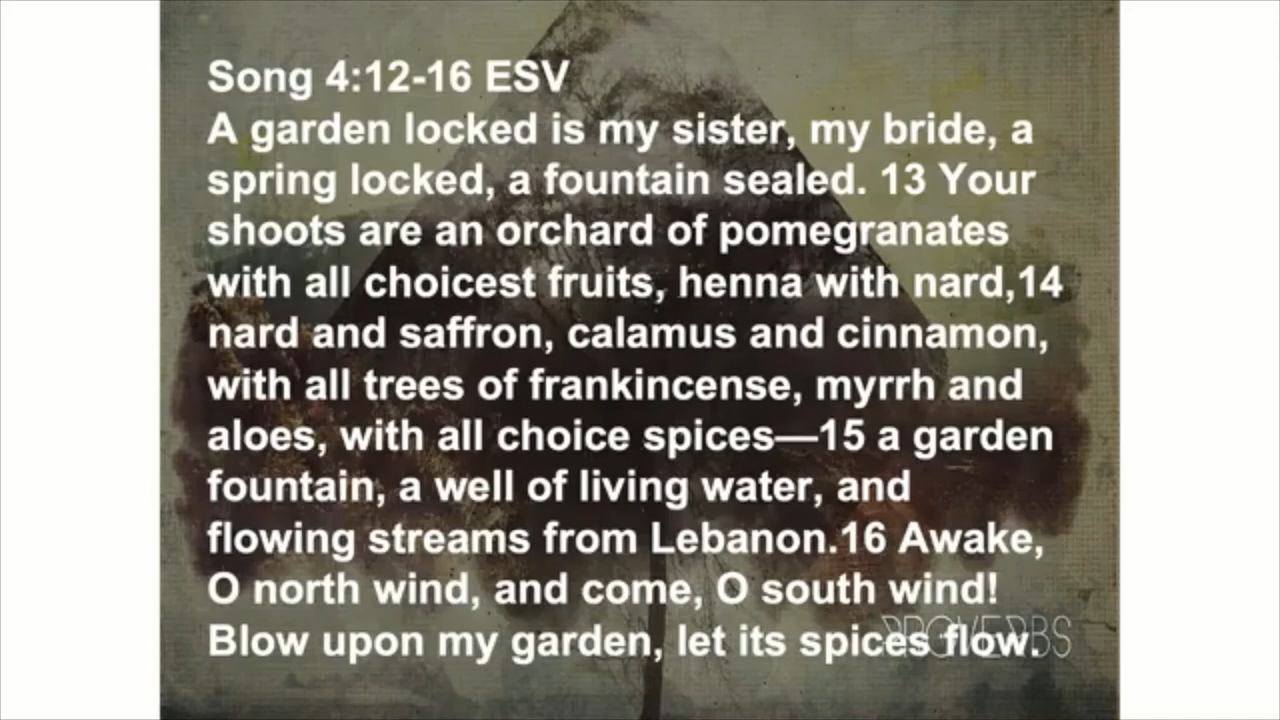 Song 4:12-16 ESV
A garden locked is my sister, my bride, a
spring locked, a fountain sealed. 13 Your
shoots are an orchard of pomegranates
with all choicest fruits, henna with nard,14
nard and saffron, calamus and cinnamon,
with all trees of frankincense, myrrh and
aloes, with all choice spices—15 a garden
fountain, a well of living water, and
flowing streams from Lebanon.16 Awake,
O north wind, and come, O south wind!
Blow upon my garden, let its spices flow.
PROVERBS